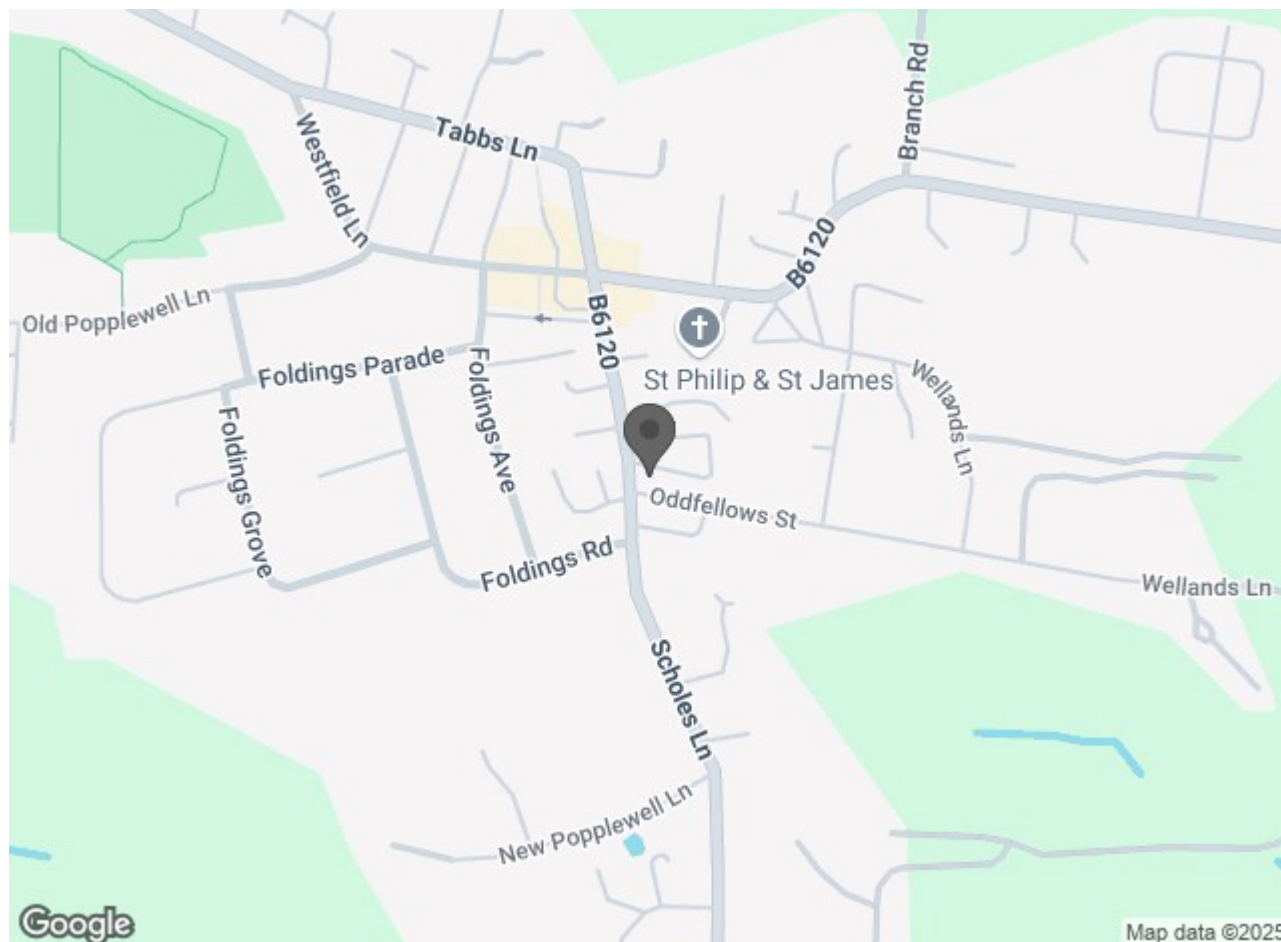 Branch Rd
Tabbs Ln
Westfield Ln
B6120
Old Popplewell Ln
B6120
Foldings Parade
St Philip & St James
Foldings Ave
Wellands Ln
Foldings Grove
Oddfellows St
Foldings Rd
Wellands Ln
Scholes Ln
New Popplewell Ln
Google
Map data ©2025